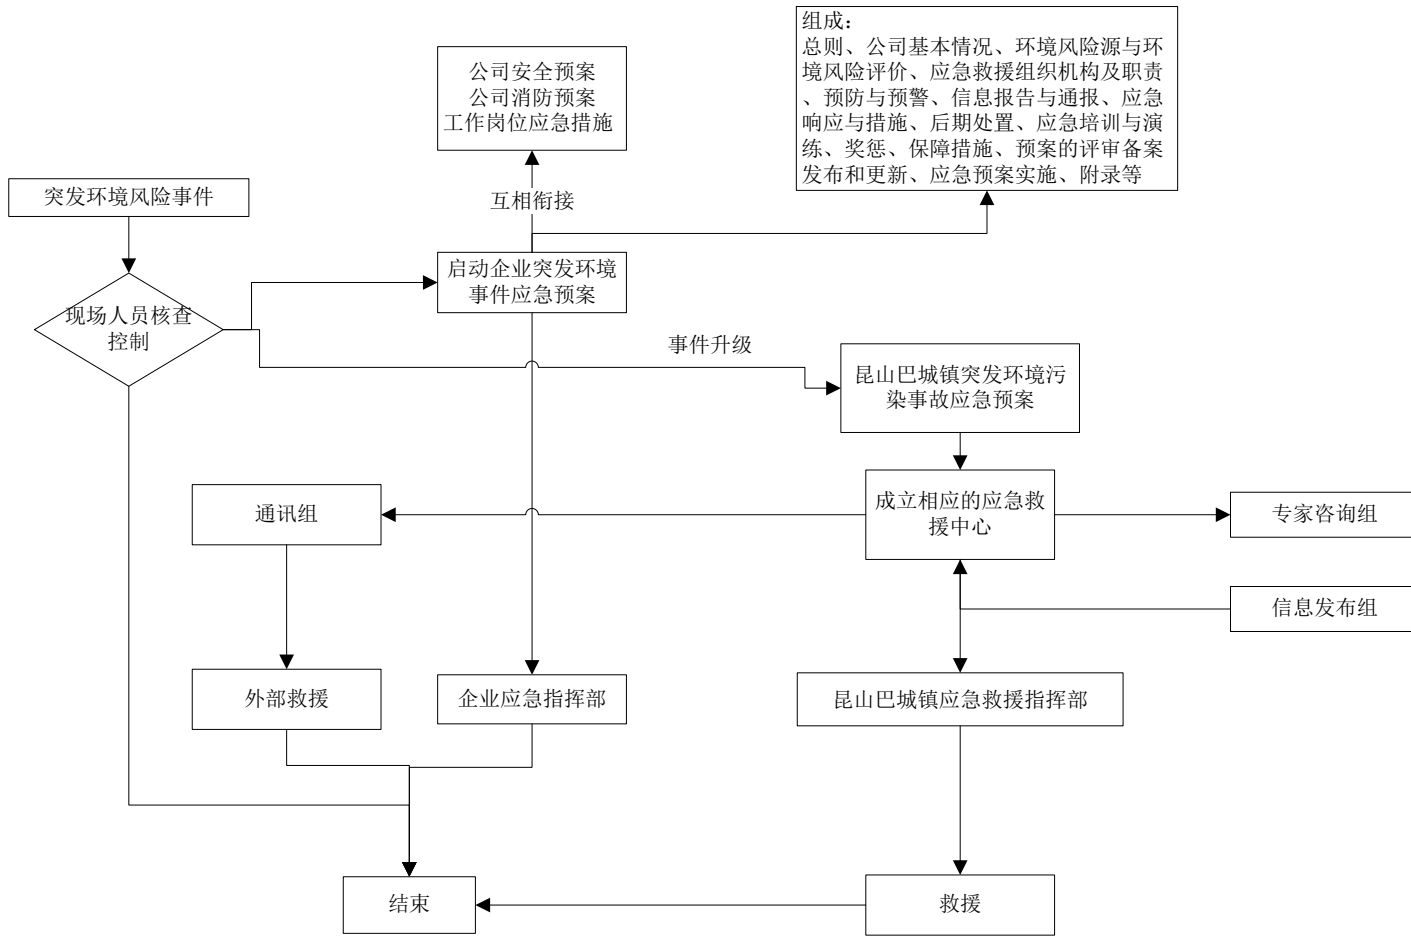 组成：
总则、公司基本情况、环境风险源与环
境风险评价、应急救援组织机构及职责
、预防与预警、信息报告与通报、应急
响应与措施、后期处置、应急培训与演
练、奖惩、保障措施、预案的评审备案
发布和更新、应急预案实施、附录等
公司安全预案
公司消防预案
工作岗位应急措施
突发环境风险事件
互相衔接
启动企业突发环境
事件应急预案
现场人员核查
控制
事件升级
昆山巴城镇突发环境污
染事故应急预案
通讯组
成立相应的应急救
援中心
专家咨询组
信息发布组
外部救援
企业应急指挥部
昆山巴城镇应急救援指挥部
结束
救援